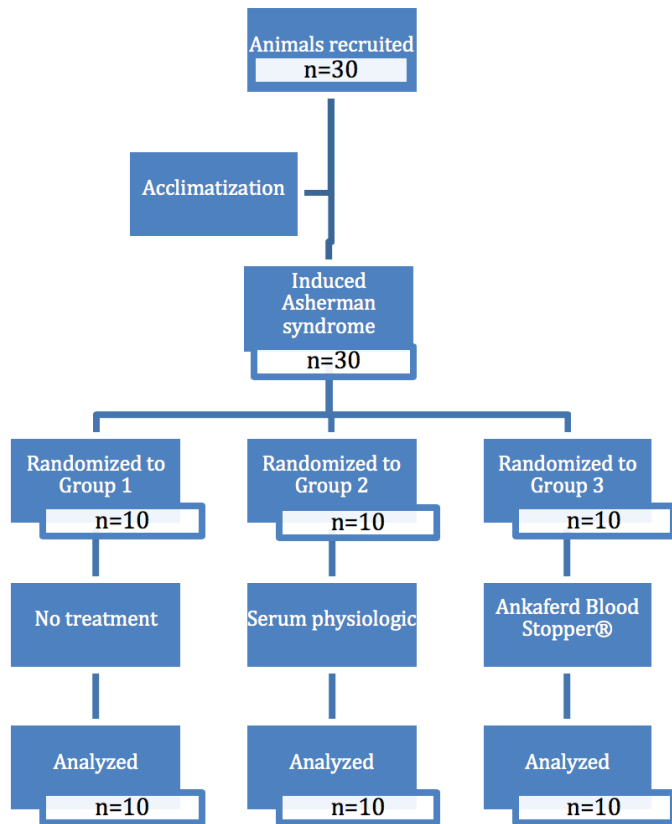 Animals recruited
n=30
Acclimatization
Induced
Asherman
syndrome
n=30
Randomized to
Group 1
n=10
Randomized to
Group 2
n=10
Randomized to
Group 3
n=10
No treatment
Serum physiologic
Ankaferd Blood
Stopper®
Analyzed
n=10
Analyzed
n=10
Analyzed
n=10